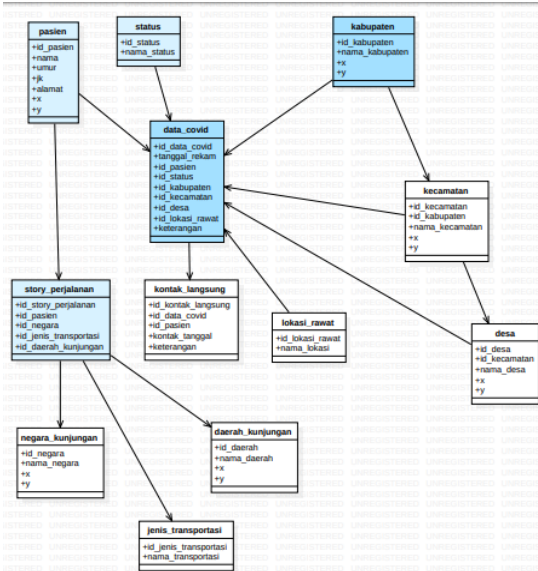 pasien
+id_pasien
+nama
+umur
+jk
+alamat
+x
+y
status
+id_status
+nama_status
kabupaten
+id_kabupaten
+nama_kabupaten
+x
+y
data_covid
+id_data_covid
+tanggal_rekam
+id_pasien
+id_status
+id_kabupaten
+id_kecamatan
+id_desa
+id_lokasi_rawat
+keterangan
kecamatan
+id_kecamatan
+id_kabupaten
+nama_kecamatan
+x
+y
story_perjalanan
+id_story_perjalanan
+id_pasien
+id_negara
+id_jenis_transportasi
+id_daerah_kunjungan
kontak_langsung
+id_kontak_langsung
+id_data_covid
+id_pasien
+kontak_tanggal
+keterangan
lokasi_rawat
+id_lokasi_rawat
+nama_lokasi
desa
+id_desa
+id_kecamatan
+nama_desa
+x
+y
negara_kunjungan
+id_negara
+nama_negara
+x
+y
daerah_kunjungan
+id_daerah
+nama_daerah
+x
+y
jenis_transportasi
+id_jenis_transportasi
+nama_transportasi